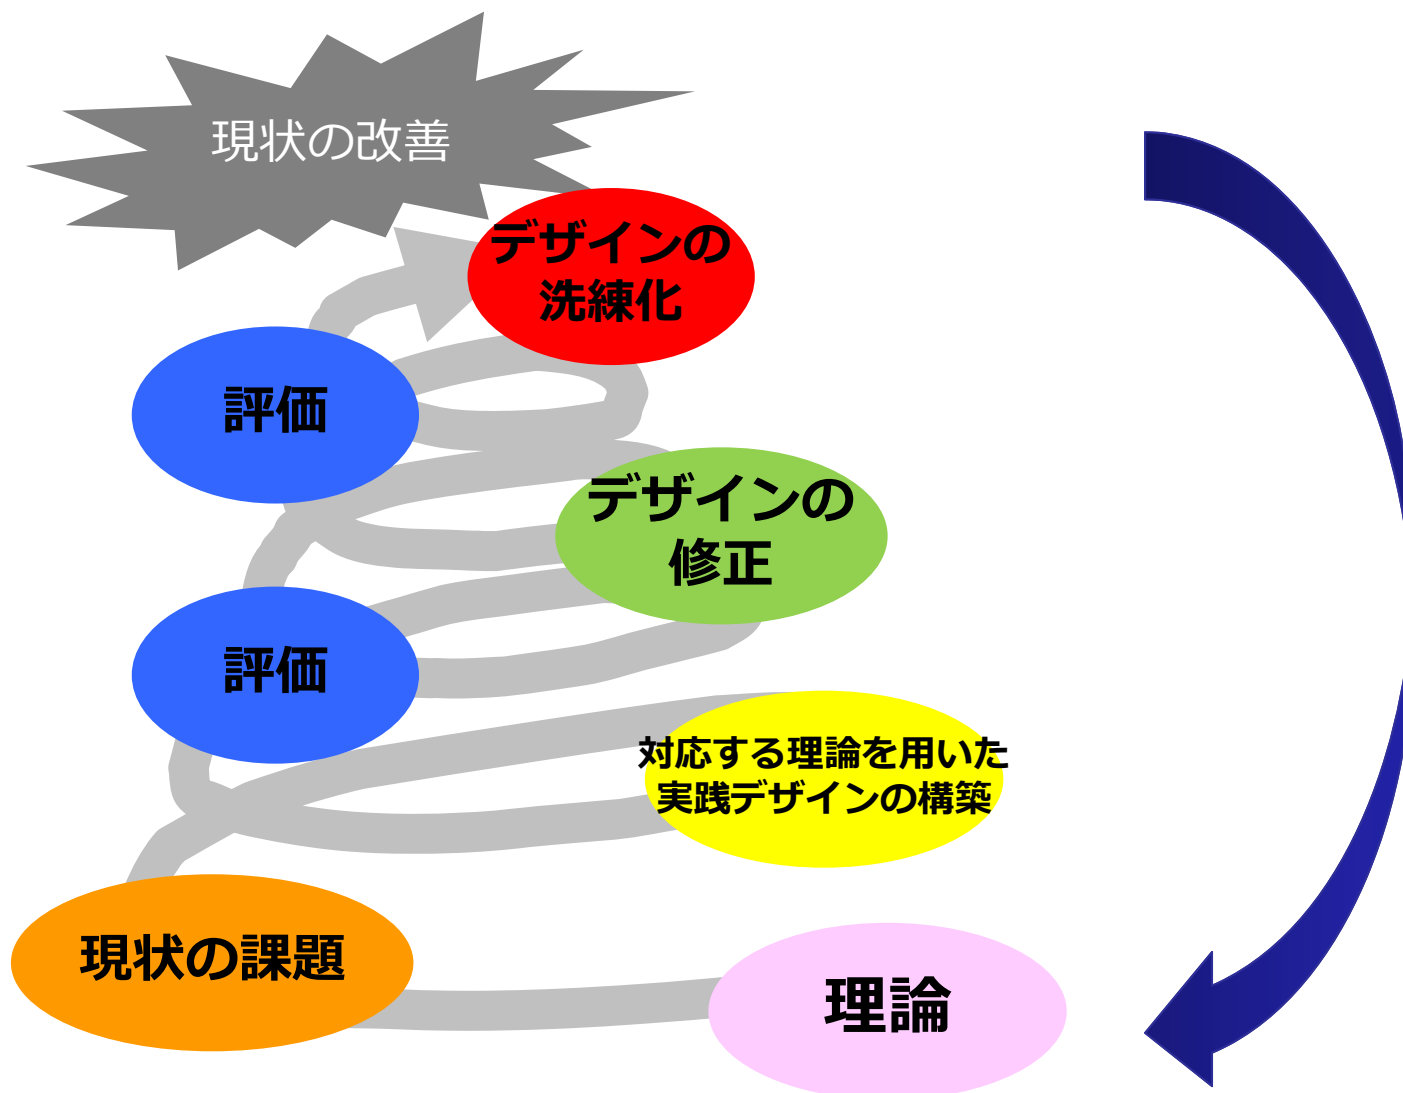 現状の改善
デザインの
洗練化
評価
デザインの
修正
評価
対応する理論を用いた
実践デザインの構築
現状の課題
理論